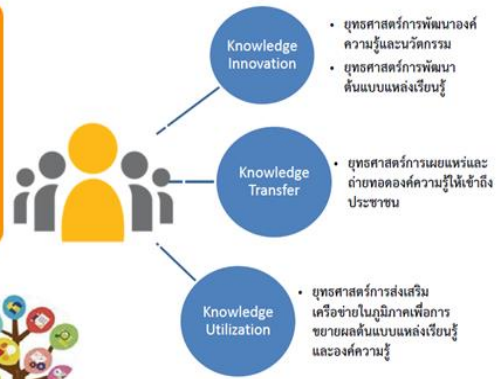 Knowledge
Innovation
• ยุทธศาสตร์การพัฒนาองค์
ความรู้และนวัตกรรม
• ยุทธศาสตร์การพัฒนา
ต้นแบบแหล่งเรียนรู้
Knowledge
Transfer
• ยุทธศาสตร์การเผยแพร่และ
ถ่ายทอดองค์ความรู้ให้เข้าถึง
ประชาชน
Knowledge
Utilization
• ยุทธศาสตร์การส่งเสริม
เครือข่ายในภูมิภาคเพื่อการ
ขยายผลต้นแบบแหล่งเรียนรู้
และองค์ความรู้